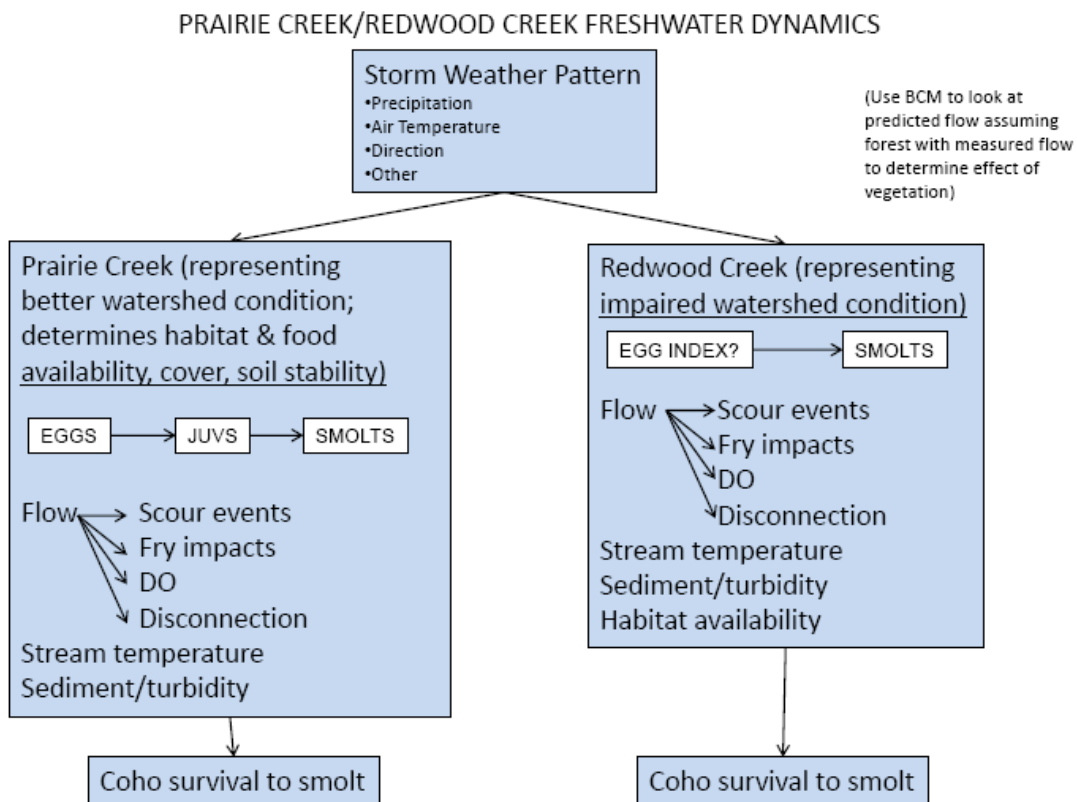 PRAIRIE CREEK/REDWOOD CREEK FRESHWATER DYNAMICS
Storm Weather Pattern
•Precipitation
•Air Temperature
•Direction
•Other
(Use BCM to look at
predicted flow assuming
forest with measured flow
to determine effect of
vegetation)
Prairie Creek (representing
better watershed condition;
determines habitat & food
availability, cover, soil stability)
EGGS
JUVS
SMOLTS
Flow
Scour events
Fry impacts
DO
Disconnection
Stream temperature
Sediment/turbidity
Redwood Creek (representing
impaired watershed condition)
EGG INDEX?
SMOLTS
Flow
Scour events
Fry impacts
DO
Disconnection
Stream temperature
Sediment/turbidity
Habitat availability
Coho survival to smolt
Coho survival to smolt